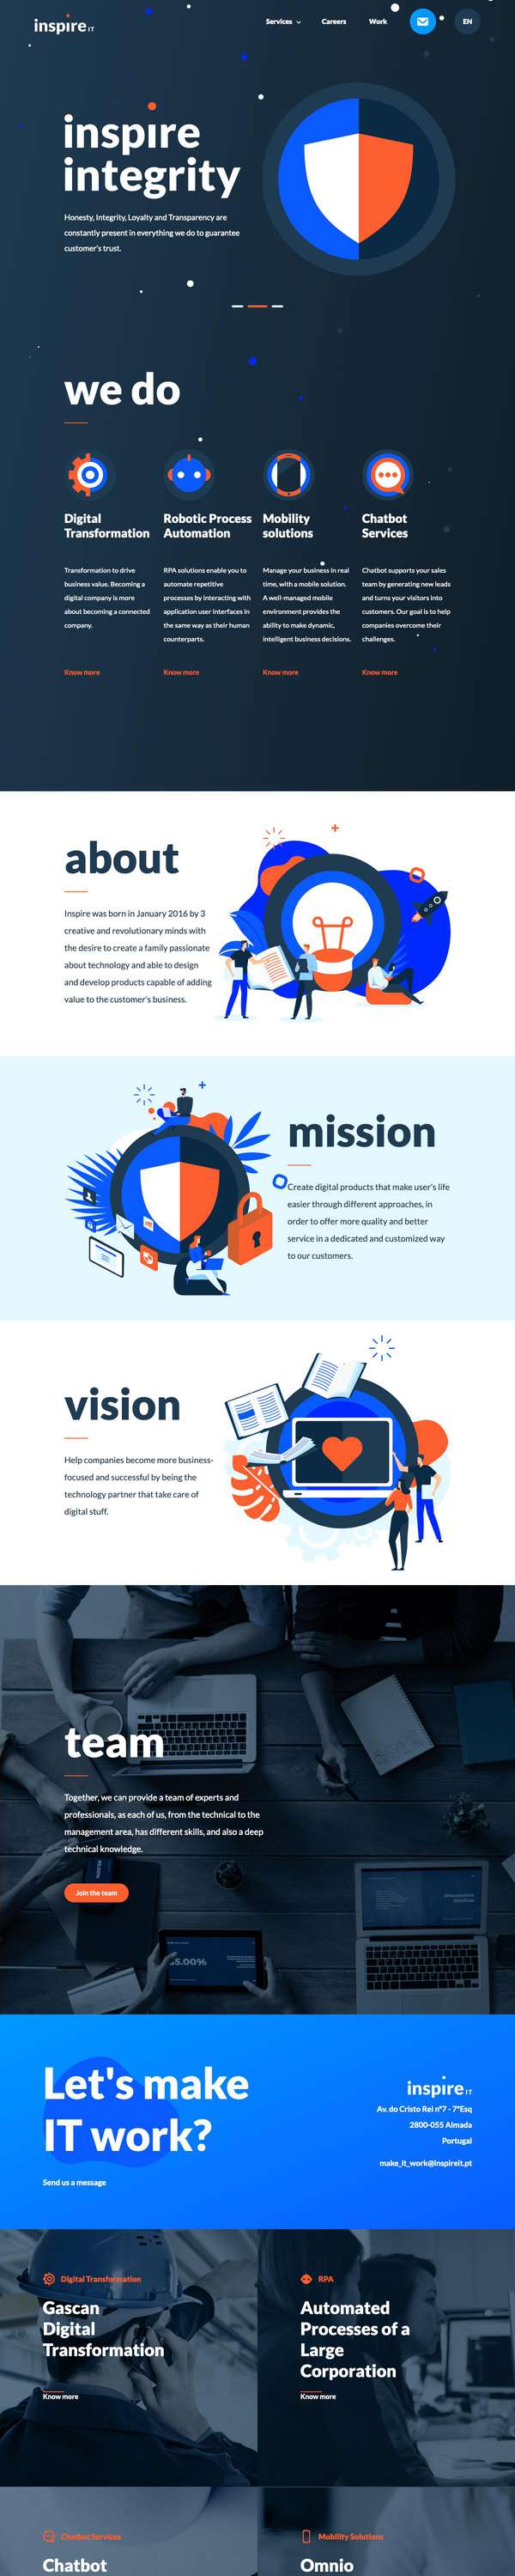 inspire IT
Services
Careers
Work
EN
inspire
integrity
Honesty, Integrity, Loyalty and Transparency are
constantly present in everything we do to guarantee
customer's trust.
we do
Digital
Transformation
Transformation to drive
business value. Becoming a
digital company is more
about becoming a connected
company.
Know more
Robotic Process
Automation
RPA solutions enable you to
automate repetitive
processes by interacting with
application user interfaces in
the same way as their human
counterparts.
Know more
Mobility
solutions
Manage your business in real
time, with a mobile solution.
A well-managed mobile
environment provides the
ability to make dynamic,
intelligent business decisions.
Know more
Chatbot
Services
Chatbot supports your sales
team by generating new leads
and turns your visitors into
customers. Our goal is to help
companies overcome their
challenges.
Know more
about
Inspire was born in January 2016 by 3
creative and revolutionary minds with
the desire to create a family passionate
about technology and able to design
and develop products capable of adding
value to the customer's business.
mission
Create digital products that make user's life
easier through different approaches, in
order to offer more quality and better
service in a dedicated and customized way
to our customers.
vision
Help companies become more business-
focused and successful by being the
technology partner that take care of
digital stuff.
team
Together, we can provide a team of experts and
professionals, as each of us, from the technical to the
management area, has different skills, and also a deep
technical knowledge.
Join the team
5.00%
Let's make
IT work?
Send us a message
inspire IT
Av. do Cristo Rei nº7 - 7ºEsq
2800-055 Almada
Portugal
make_it_work@inspireit.pt
Digital Transformation
Gascan
Digital
Transformation
Know more
RPA
Automated
Processes of a
Large
Corporation
Know more
Chatbot Services
Chatbot
Mobility Solutions
Omnio